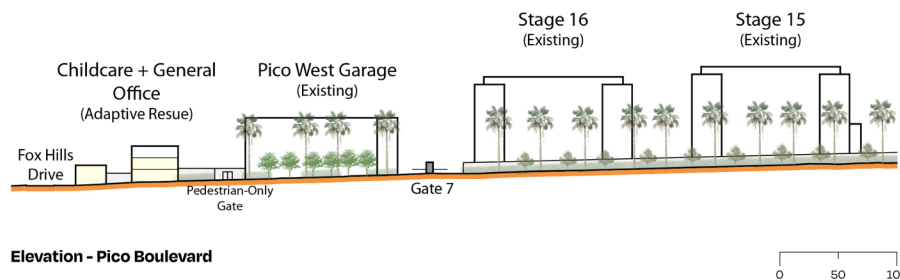 Stage 16
(Existing)
Stage 15
(Existing)
Childcare + General
Office
(Adaptive Resue)
Pico West Garage
(Existing)
Fox Hills
Drive
Pedestrian-Only
Gate
Gate 7
Elevation - Pico Boulevard
0 50 10